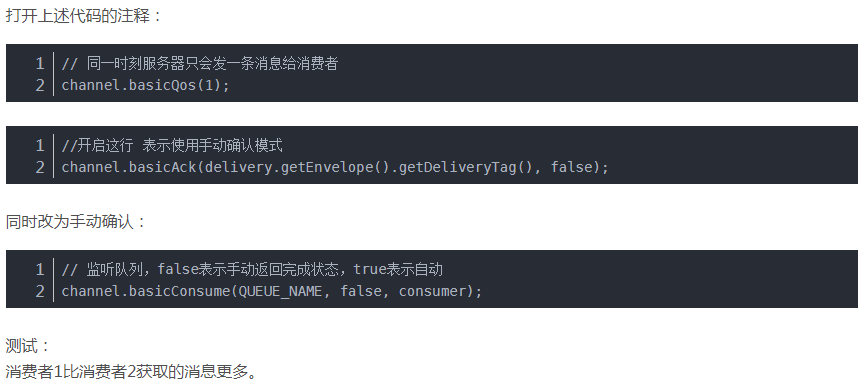 打开上述代码的注释：
1 // 同一时刻服务器只会发一条消息给消费者
2 channel.basicQos(1);
1 //开启这行 表示使用手动确认模式
2 channel.basicAck(delivery.getEnvelope().getDeliveryTag(), false);
同时改为手动确认：
1 // 监听队列，false表示手动返回完成状态，true表示自动
2 channel.basicConsume(QUEUE_NAME, false, consumer);
测试：
消费者1比消费者2获取的消息更多。